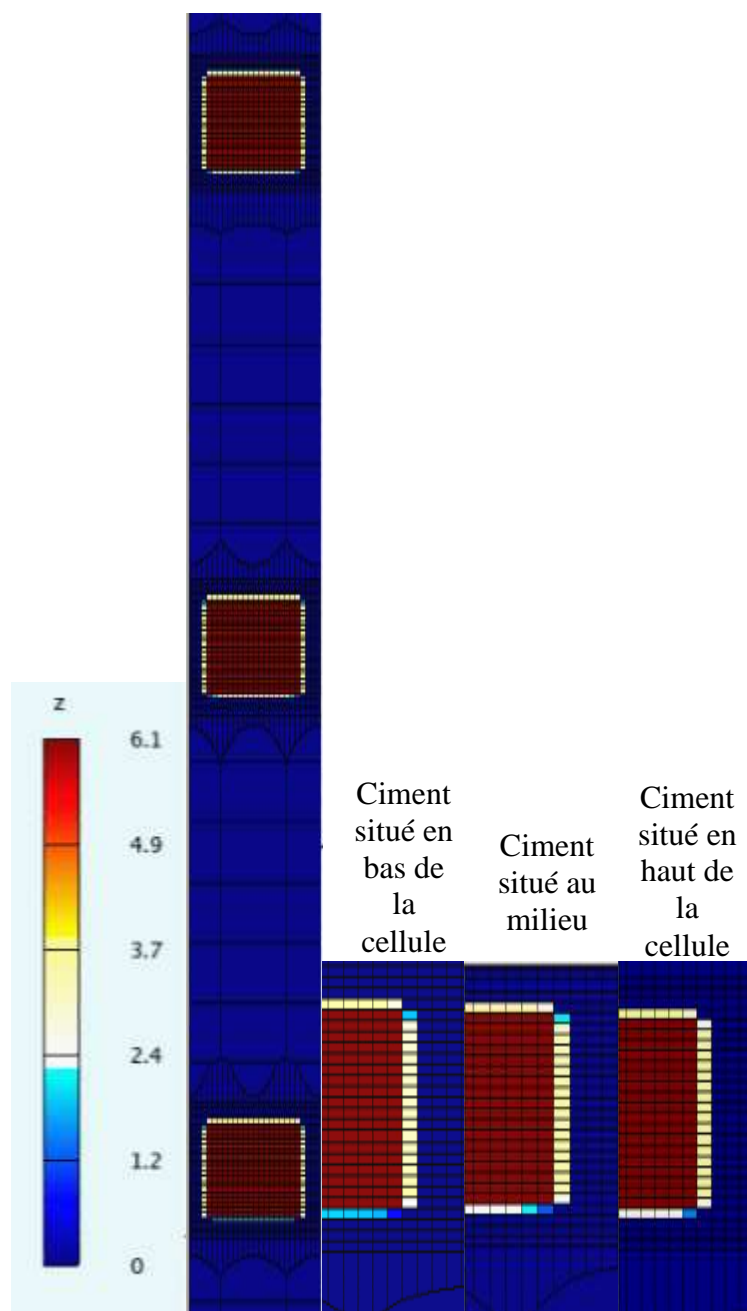 z
6.1
4.9
3.7
2.4
1.2
0
Ciment
situé en
bas de
la
cellule
Ciment
situé au
milieu
Ciment
situé en
haut de
la
cellule